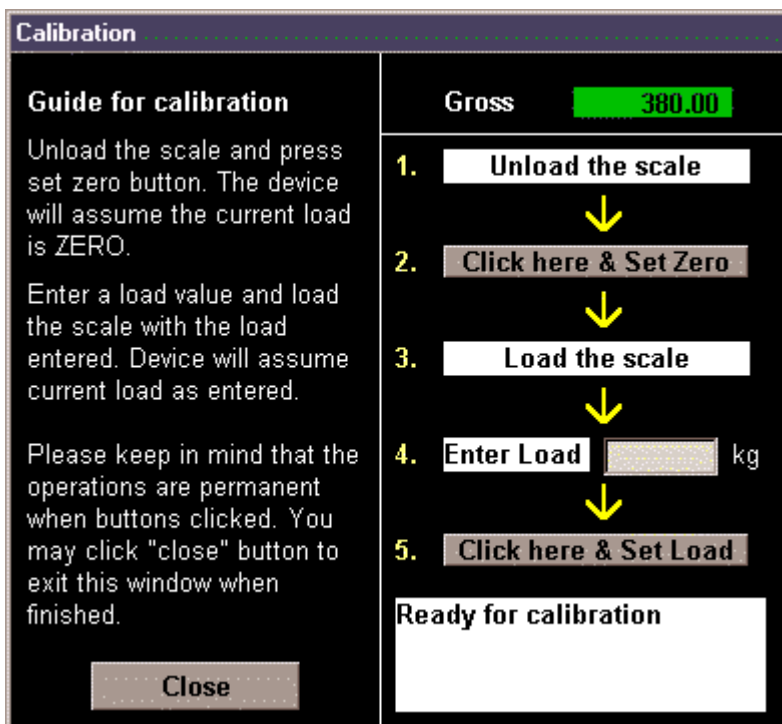 Calibration
Guide for calibration
Unload the scale and press
set zero button. The device
will assume the current load
is ZERO.
Enter a load value and load
the scale with the load
entered. Device will assume
current load as entered.
Please keep in mind that the
operations are permanent
when buttons clicked. You
may click "close" button to
exit this window when
finished.
Close
Gross 380.00
1. Unload the scale
2. Click here & Set Zero
3. Load the scale
4. Enter Load kg
5. Click here & Set Load
Ready for calibration